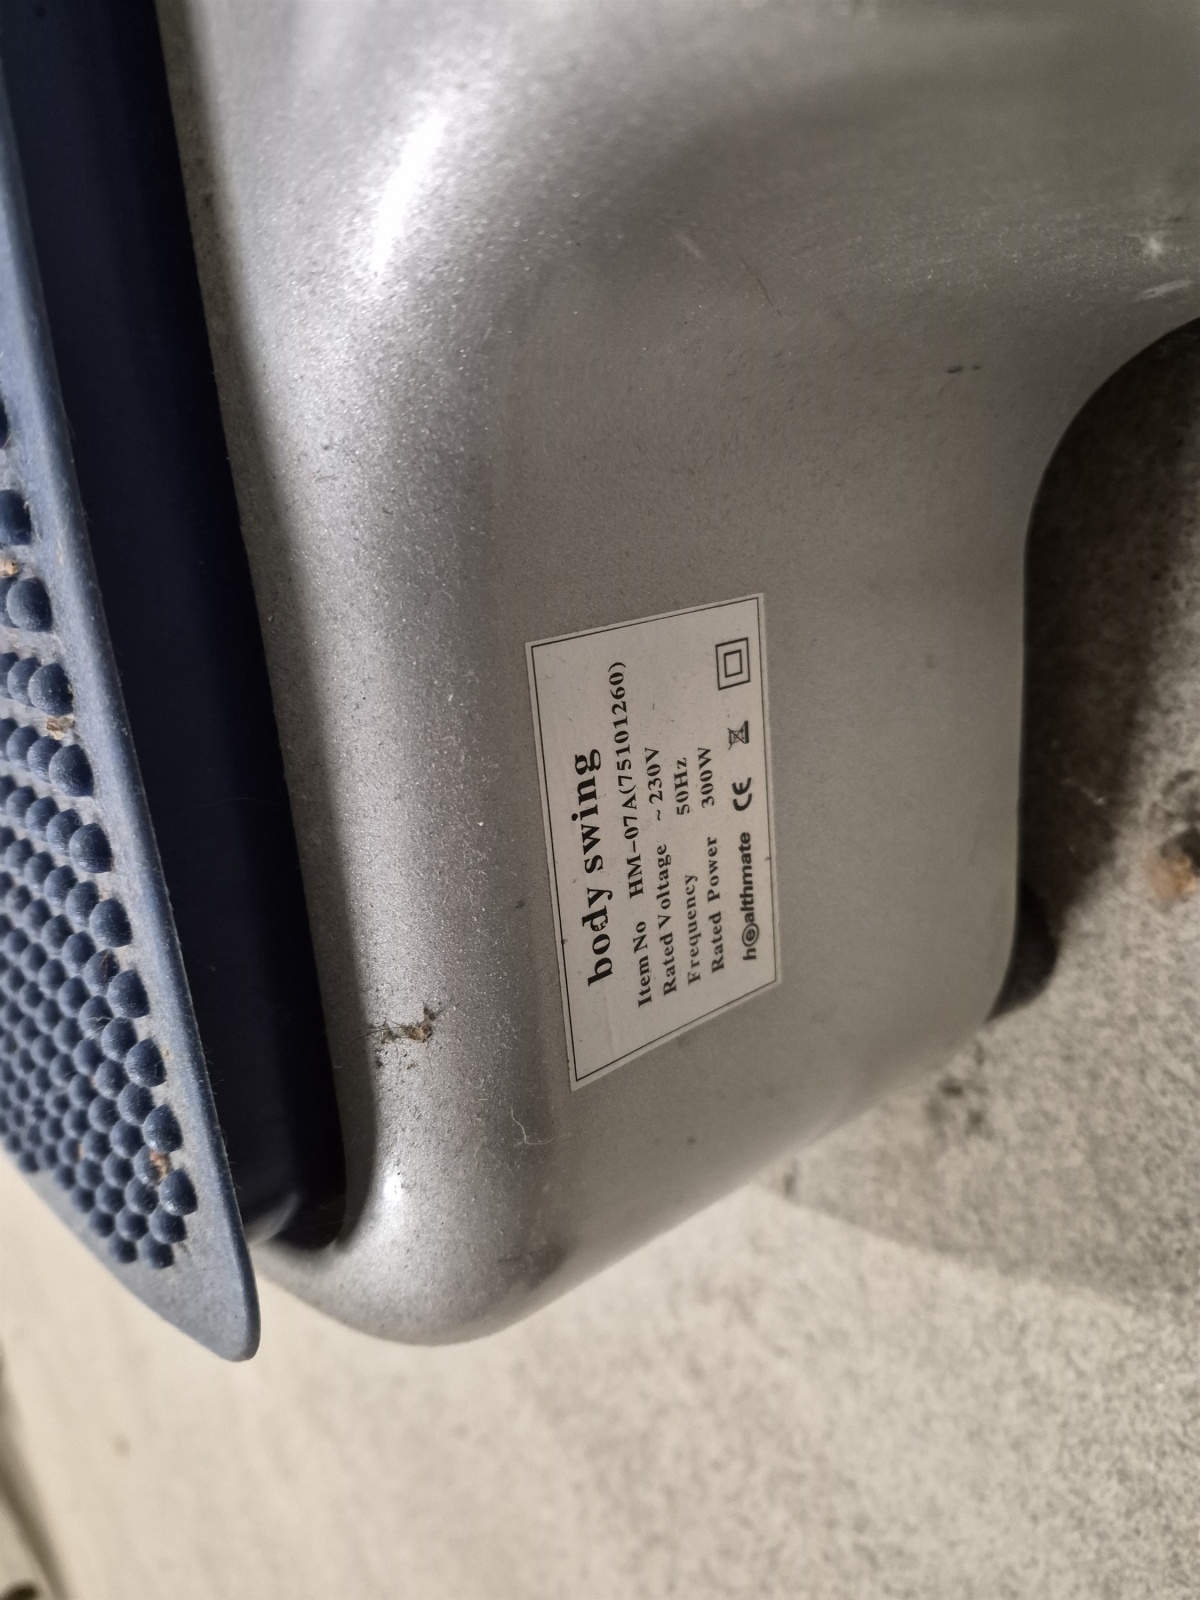 body swing
Item No HM-07A(75101260)
Rated Voltage ~ 230V
Frequency 50Hz
Rated Power 300W
healthmate CE